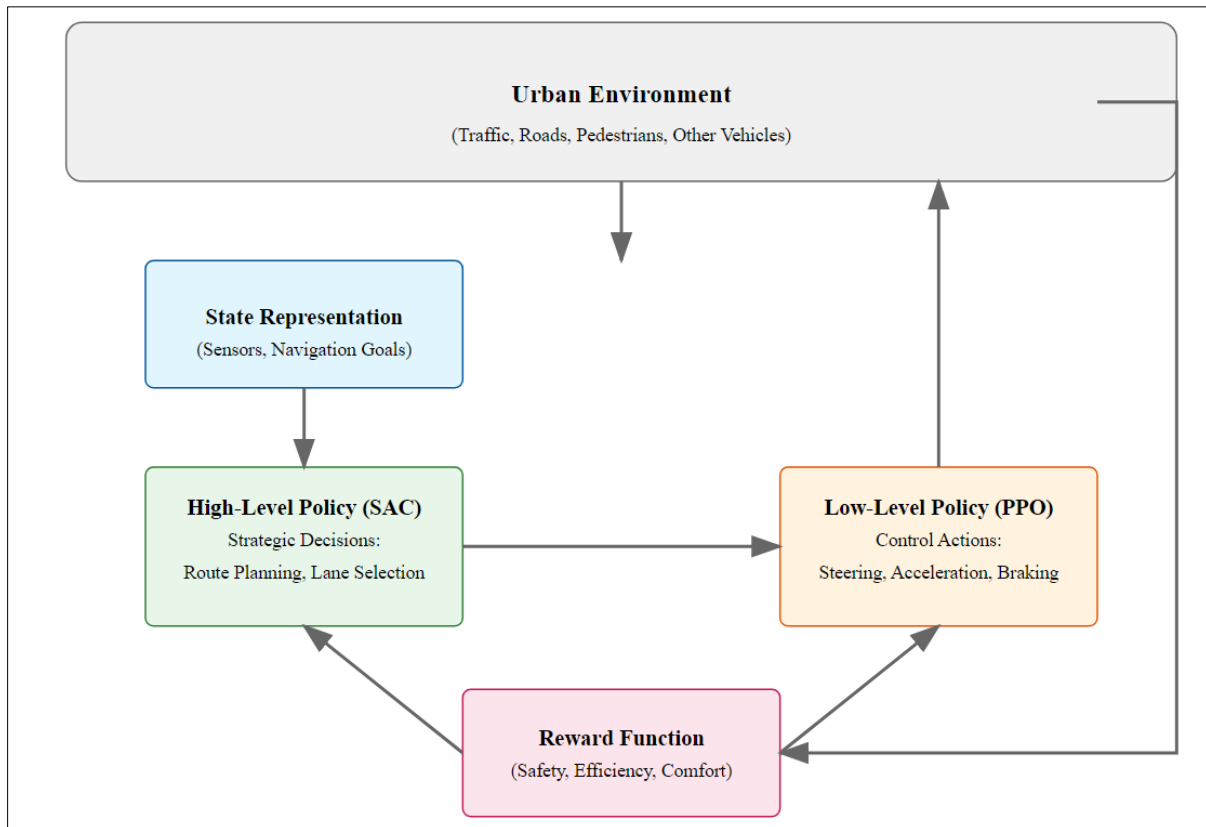 Urban Environment
(Traffic, Roads, Pedestrians, Other Vehicles)
State Representation
(Sensors, Navigation Goals)
High-Level Policy (SAC)
Strategic Decisions:
Route Planning, Lane Selection
Low-Level Policy (PPO)
Control Actions:
Steering, Acceleration, Braking
Reward Function
(Safety, Efficiency, Comfort)